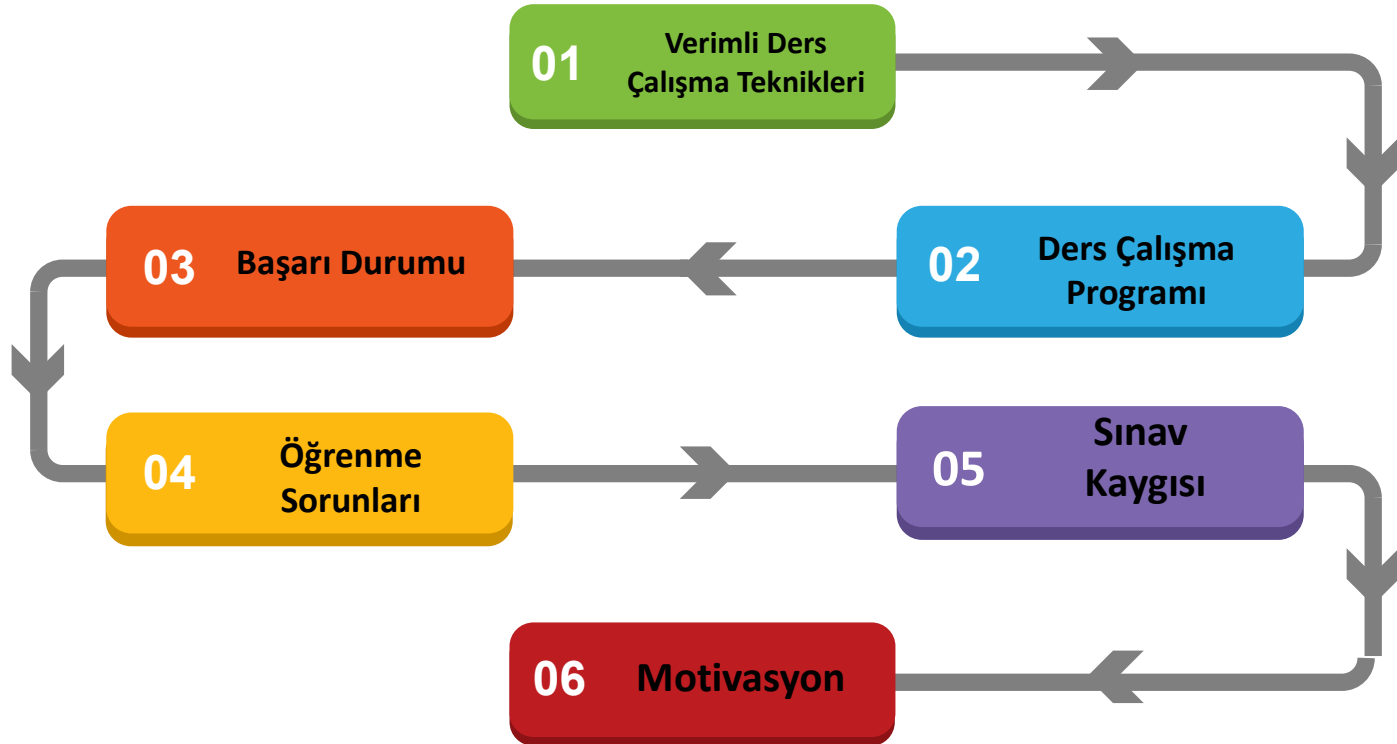 01
Verimli Ders
Çalışma Teknikleri
02
Ders Çalışma
Programı
03
Başarı Durumu
04
Öğrenme
Sorunları
05
Sınav
Kaygısı
06
Motivasyon